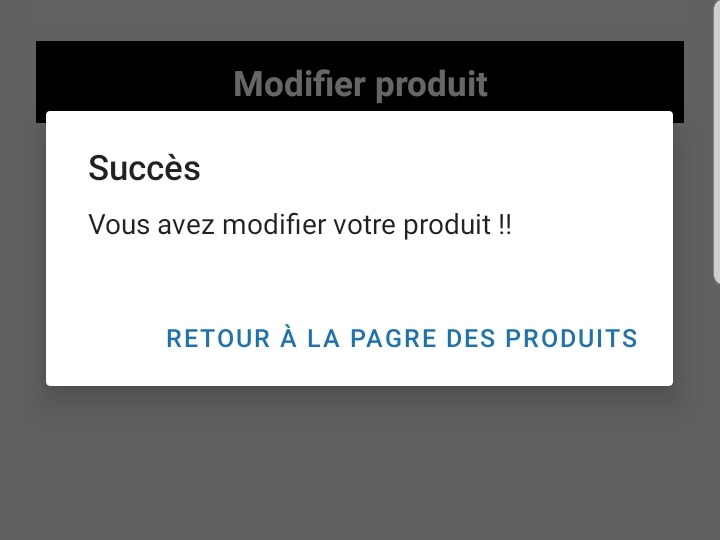 Modifier produit
Succès
Vous avez modifier votre produit !!
RETOUR À LA PAGRE DES PRODUITS